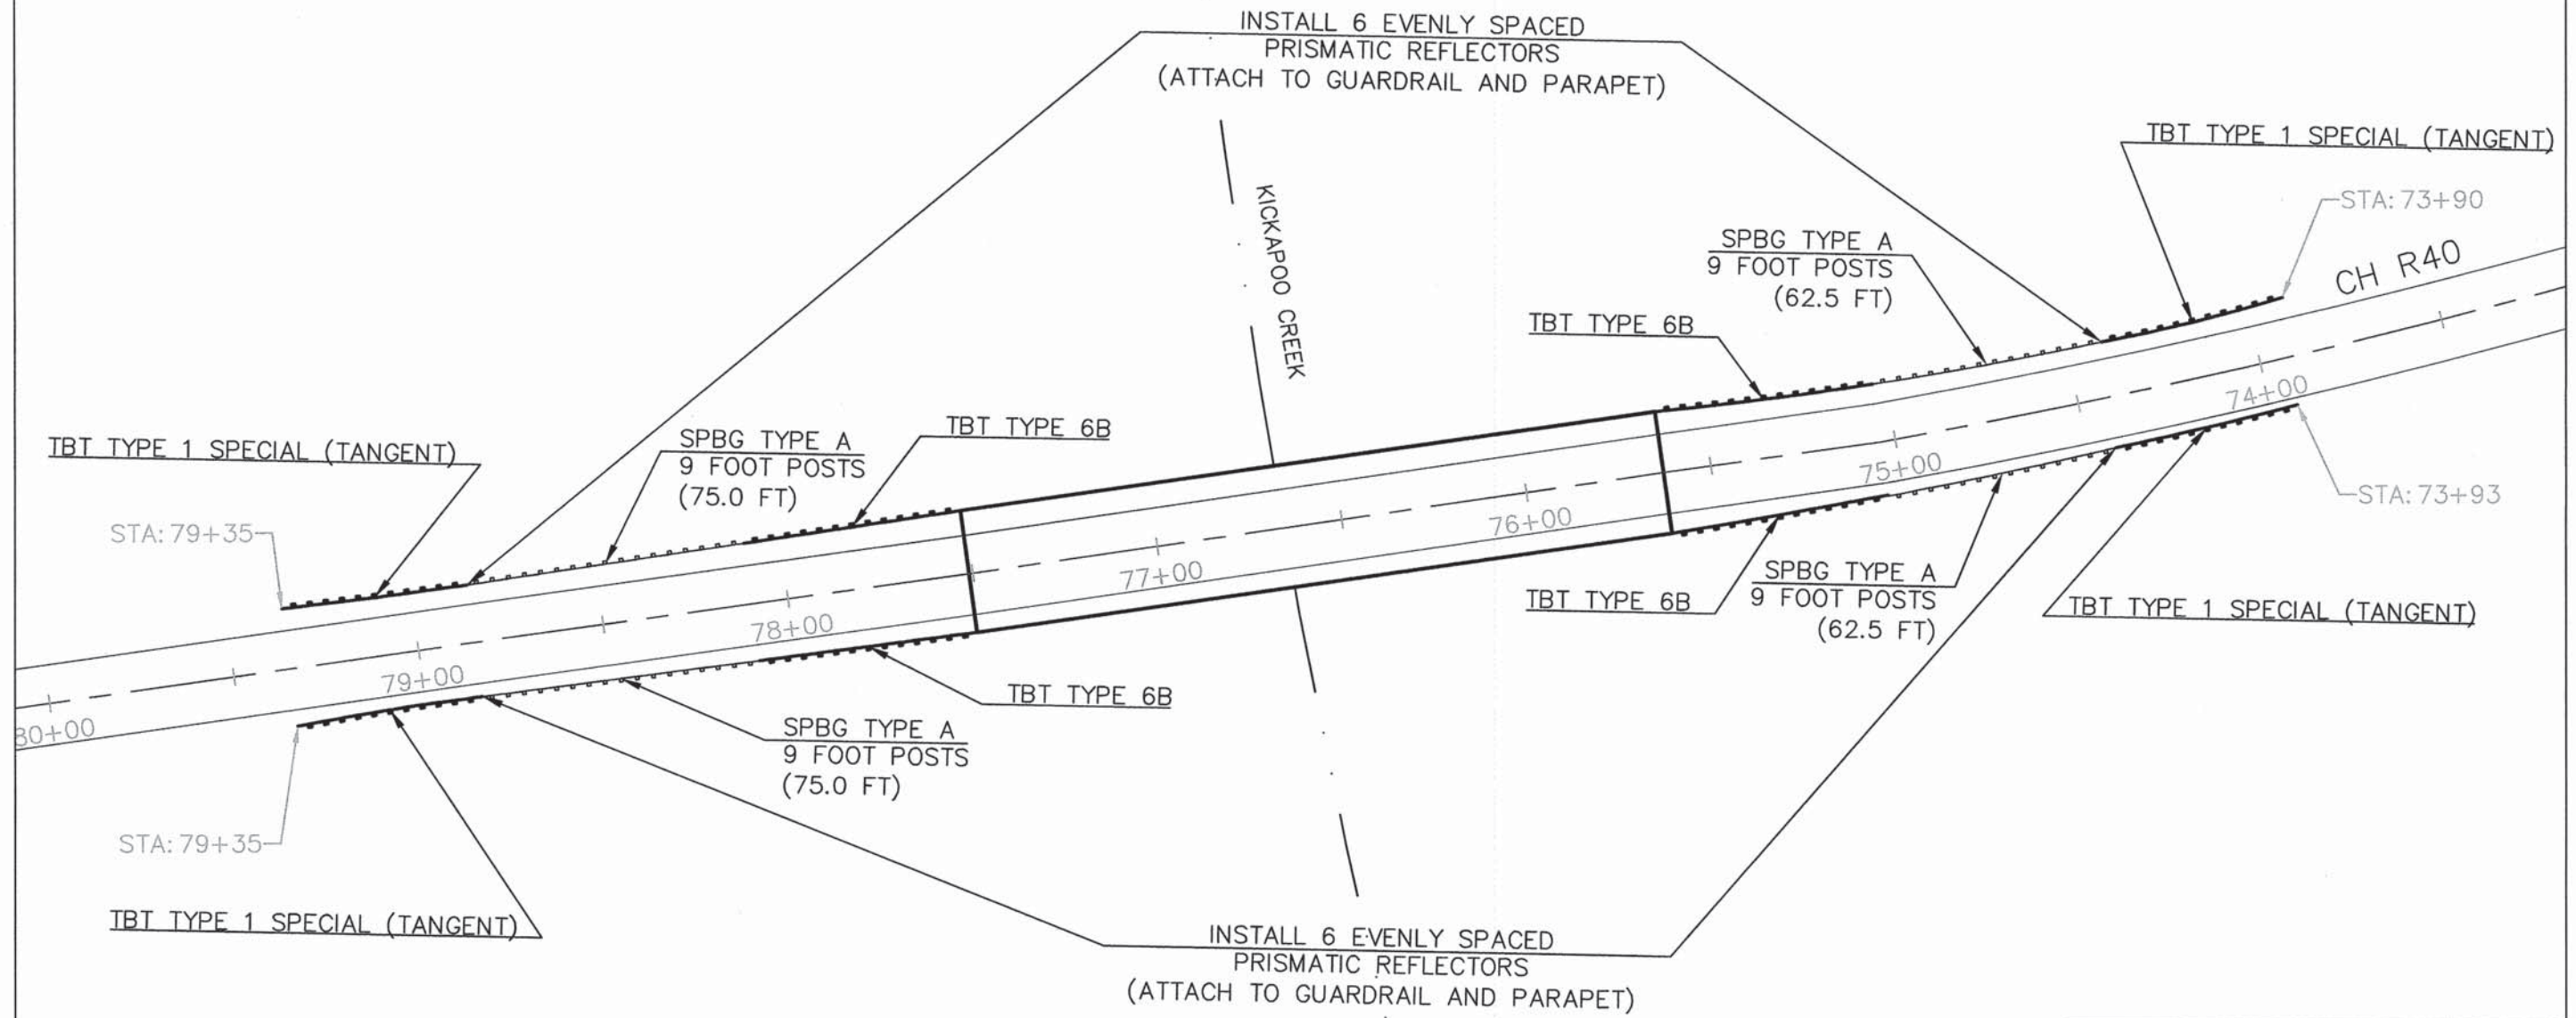 INSTALL 6 EVENLY SPACED
PRISMATIC REFLECTORS
(ATTACH TO GUARDRAIL AND PARAPET)
TBT TYPE 1 SPECIAL (TANGENT)
STA: 73+90
CH R40
KICKAPOO CREEK
SPBG TYPE A
9 FOOT POSTS
(62.5 FT)
TBT TYPE 6B
74+00
TBT TYPE 1 SPECIAL (TANGENT)
SPBG TYPE A
9 FOOT POSTS
(75.0 FT)
TBT TYPE 6B
75+00
STA: 73+93
STA: 79+35
76+00
77+00
78+00
79+00
80+00
TBT TYPE 6B
SPBG TYPE A
9 FOOT POSTS
(62.5 FT)
TBT TYPE 1 SPECIAL (TANGENT)
TBT TYPE 6B
SPBG TYPE A
9 FOOT POSTS
(75.0 FT)
STA: 79+35
TBT TYPE 1 SPECIAL (TANGENT)
INSTALL 6 EVENLY SPACED
PRISMATIC REFLECTORS
(ATTACH TO GUARDRAIL AND PARAPET)